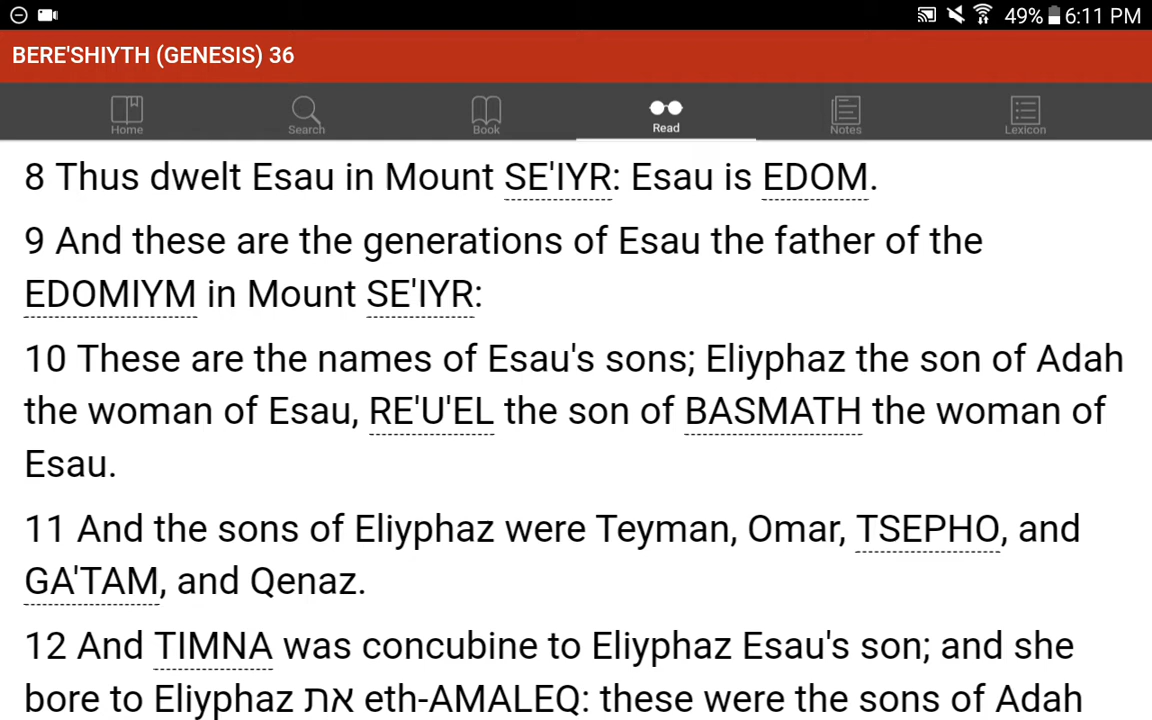 49% 6:11 PM
BERE'SHIYTH (GENESIS) 36
Home Search Book Read Notes Lexicon
8 Thus dwelt Esau in Mount SE'IYR: Esau is EDOM.
9 And these are the generations of Esau the father of the
EDOMIYM in Mount SE'IYR:
10 These are the names of Esau's sons; Eliyphaz the son of Adah
the woman of Esau, RE'U'EL the son of BASMATH the woman of
Esau.
11 And the sons of Eliyphaz were Teyman, Omar, TSEPHO, and
GA'TAM, and Qenaz.
12 And TIMNA was concubine to Eliyphaz Esau's son; and she
bore to Eliyphaz את eth-AMALEQ: these were the sons of Adah